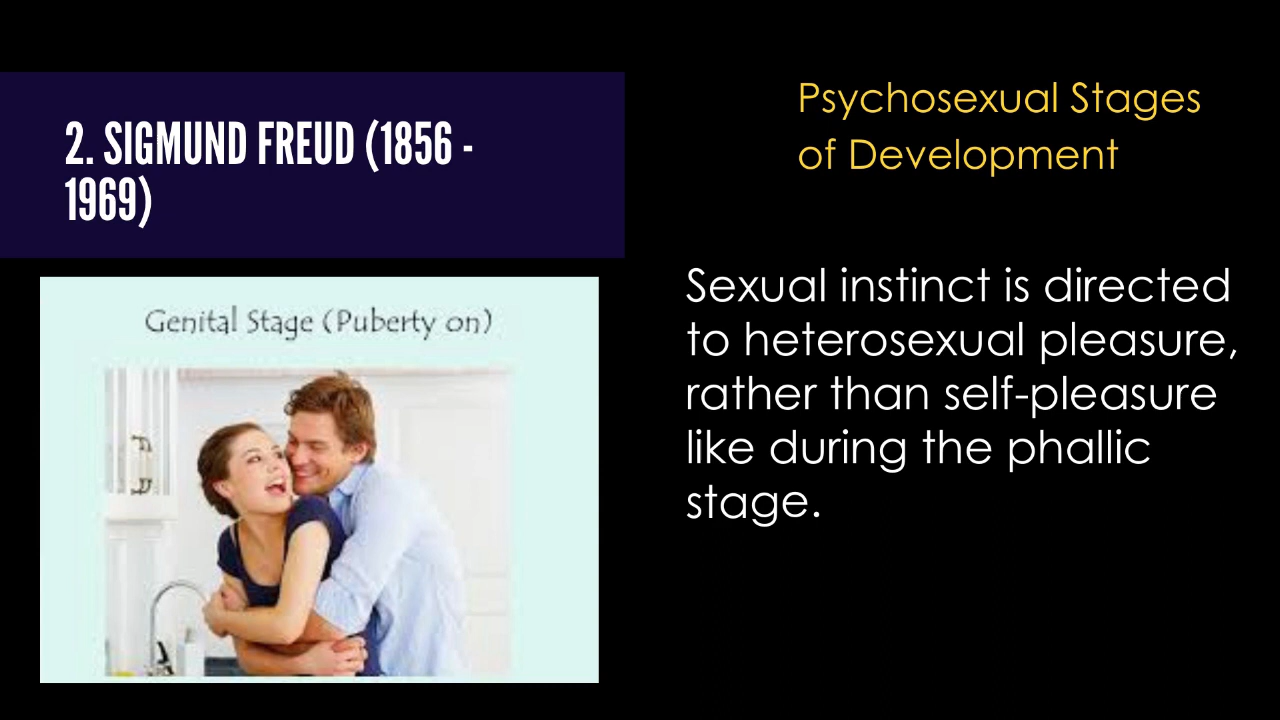 2. SIGMUND FREUD (1856 -
1969)
Genital Stage (Puberty on)
Psychosexual Stages
of Development
Sexual instinct is directed
to heterosexual pleasure,
rather than self-pleasure
like during the phallic
stage.